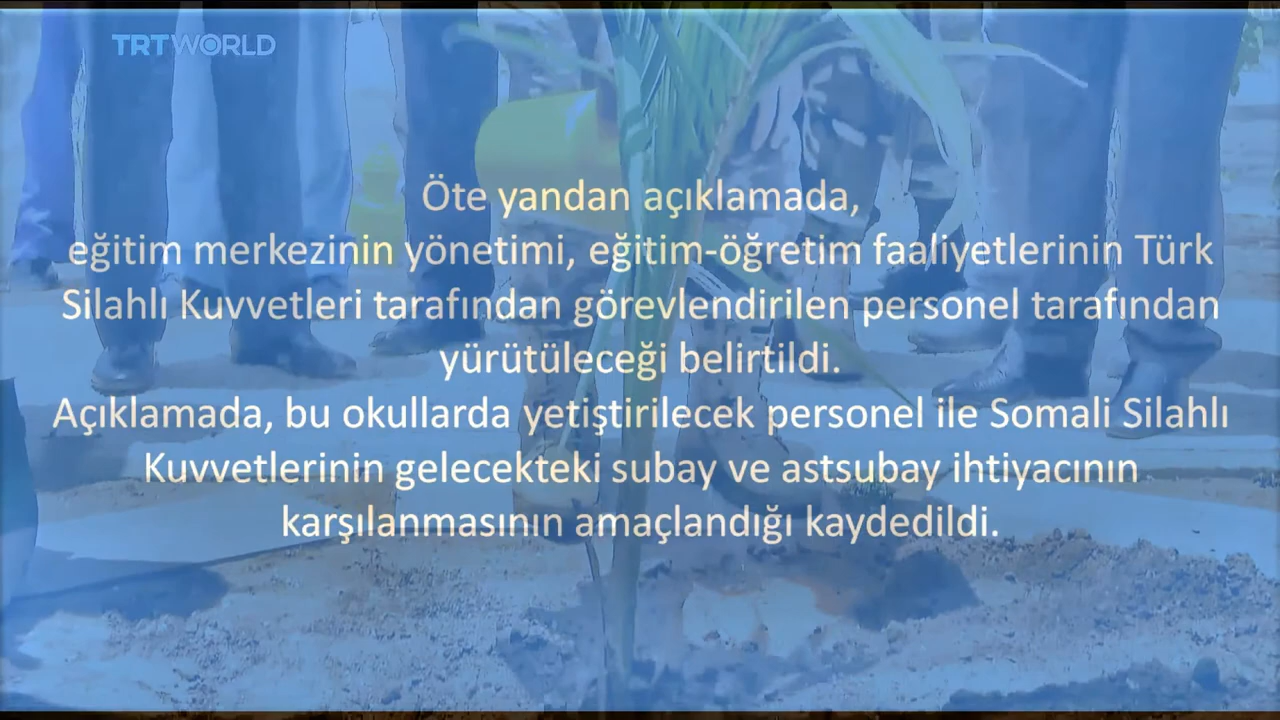 TRTWORLD
Öte yandan açıklamada,
eğitim merkezinin yönetimi, eğitim-öğretim faaliyetlerinin Türk
Silahlı Kuvvetleri tarafından görevlendirilen personel tarafından
yürütüleceği belirtildi.
Açıklamada, bu okullarda yetiştirilecek personel ile Somali Silahlı
Kuvvetlerinin gelecekteki subay ve astsubay ihtiyacının
karşılanmasının amaçlandığı kaydedildi.